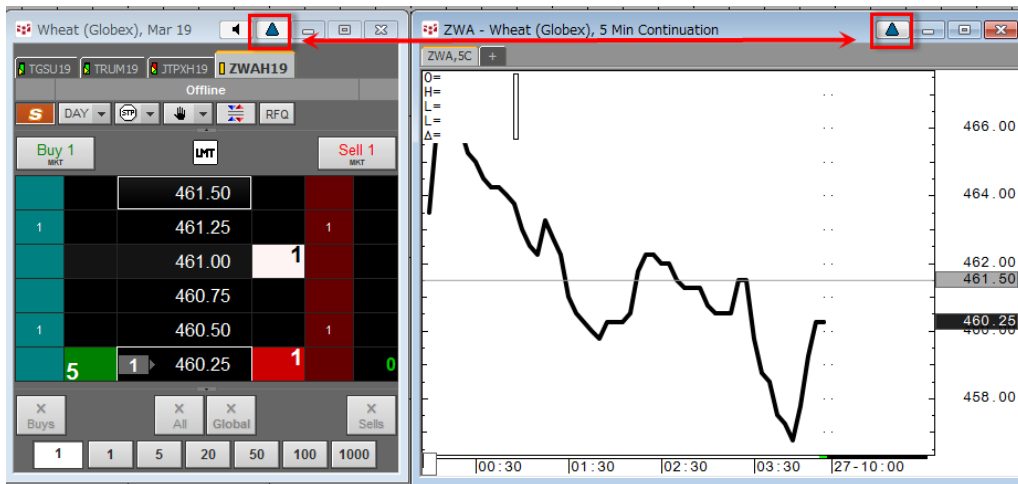 Wheat (Globex), Mar 19
TGSU19 TRUM19 JTPXH19 ZWAH19
Offline
S DAY STP RFQ
Buy 1 LMT Sell 1
MKT MKT
461.50
1 461.25 1
461.00 1
460.75
1 460.50 1
5 1 460.25 1 0
X X X X
Buys All Global Sells
1 1 5 20 50 100 1000
ZWA - Wheat (Globex), 5 Min Continuation
ZWA,5C +
O=
H=
L=
L=
Δ=
466.00
464.00
462.00
461.50
460.25
460.00
458.00
00:30 01:30 02:30 03:30 27-10:00